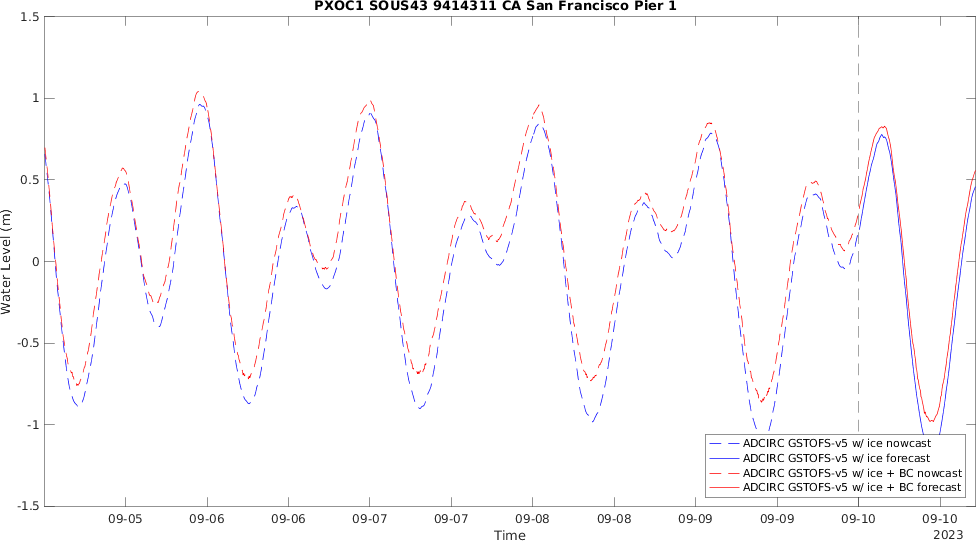 PXOC1 SOUS43 9414311 CA San Francisco Pier 1
1.5
1
0.5
0
-0.5
-1
-1.5
Water Level (m)
ADCIRC GSTOFS-v5 w/ ice nowcast
ADCIRC GSTOFS-v5 w/ ice forecast
ADCIRC GSTOFS-v5 w/ ice + BC nowcast
ADCIRC GSTOFS-v5 w/ ice + BC forecast
09-05 09-06 09-06 09-07 09-07 09-08 09-08 09-09 09-09 09-10 09-10
Time
2023